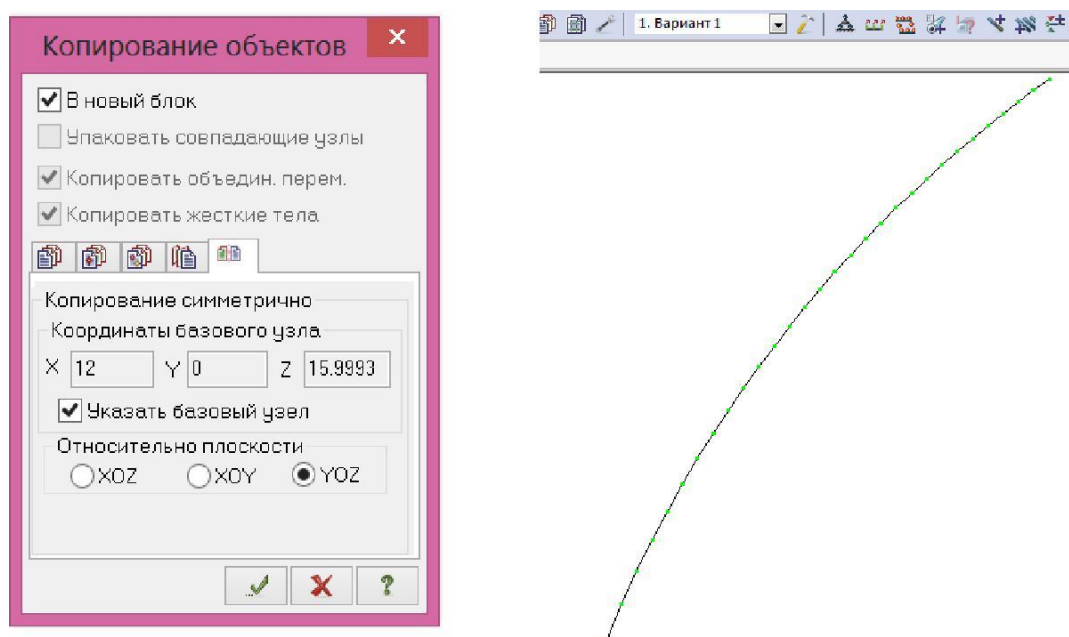 Копирование объектов
В новый блок
Упаковать совпадающие узлы
Копировать объедин. перем.
Копировать жесткие тела
Копирование симметрично
Координаты базового узла
X 12 Y 0 Z 15.9993
Указать базовый узел
Относительно плоскости
XOZ XOY YOZ
1. Вариант 1